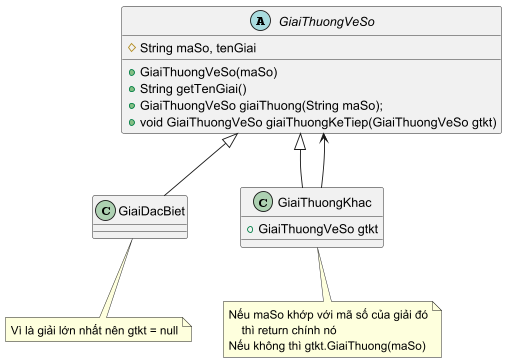 A GiaiThuongVeSo
String maSo, tenGiai
GiaiThuongVeSo(maSo)
String getTenGiai()
GiaiThuongVeSo giaiThuong(String maSo);
void GiaiThuongVeSo giaiThuongKeTiep(GiaiThuongVeSo gtkt)
C GiaiDacBiet
C GiaiThuongKhac
GiaiThuongVeSo gtkt
Vì là giải lớn nhất nên gtkt = null
Nếu maSo khớp với mã số của giải đó
thì return chính nó
Nếu không thì gtkt.GiaiThuong(maSo)